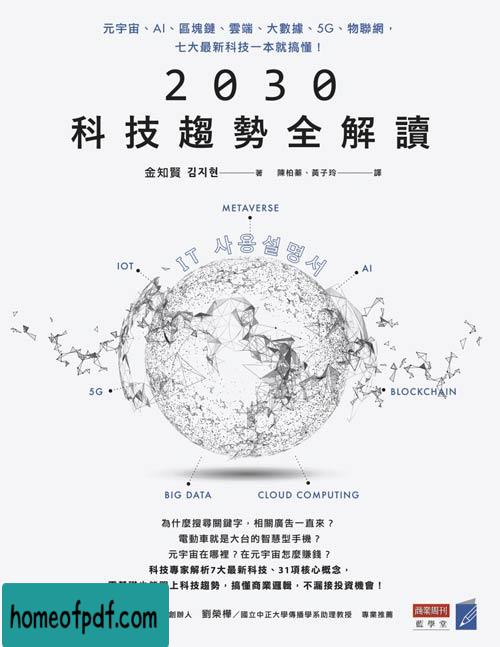 元宇宙、AI、區塊鏈、雲端、大數據、5G、物聯網，
七大最新科技一本就搞懂！
2030
科技趨勢全解讀
金知賢 김지현 著 陳柏蓁、黃子玲 譯
METAVERSE
IT 사용설명서
IOT
AI
5G
BLOCKCHAIN
BIG DATA
CLOUD COMPUTING
為什麼搜尋關鍵字，相關廣告一直來？
電動車就是大台的智慧型手機？
元宇宙在哪裡？在元宇宙怎麼賺錢？
科技專家解析7大最新科技、31項核心概念，
上科技趨勢，搞懂商業邏輯，不漏接投資機會！
創辦人 劉榮樺／國立中正大學傳播學系助理教授 專業推薦
商業周刊
藍學堂
homeofpdf.com